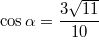 cos α = 3√11 / 10